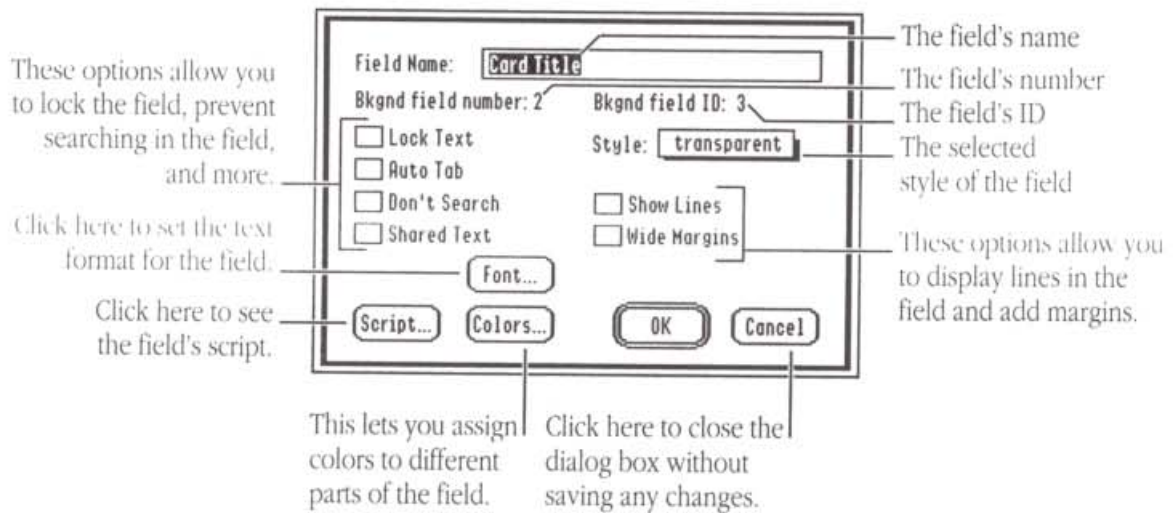 These options allow you
to lock the field, prevent
searching in the field,
and more.
Click here to set the text
format for the field.
Click here to see
the field's script.
Field Name: Card Title
Bkgnd field number: 2 Bkgnd field ID: 3
Lock Text
Auto Tab
Don't Search
Shared Text
Style: transparent
Show Lines
Wide Margins
Font...
Script... Colors... OK Cancel
The field's name
The field's number
The field's ID
The selected
style of the field
These options allow you
to display lines in the
field and add margins.
This lets you assign
colors to different
parts of the field.
Click here to close the
dialog box without
saving any changes.